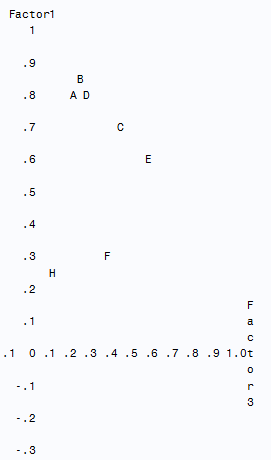 Factor1
1
.9
B
.8 A D
.7 C
.6 E
.5
.4
.3 F
H
.2
F
.1 a
c
.1 0 .1 .2 .3 .4 .5 .6 .7 .8 .9 1.0t
o
-.1 r
3
-.2
-.3